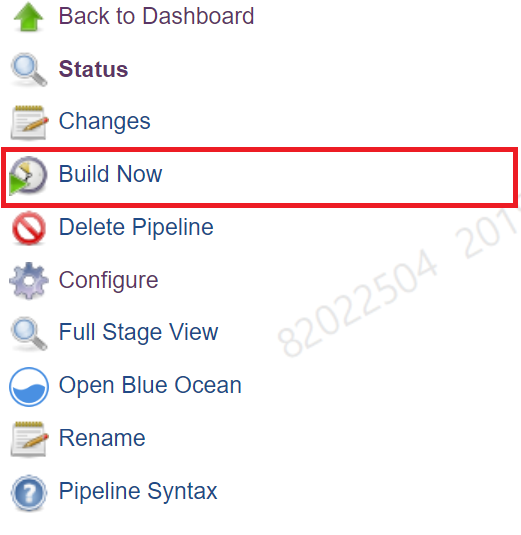 Back to Dashboard
Status
Changes
Build Now
Delete Pipeline
Configure
Full Stage View
Open Blue Ocean
Rename
Pipeline Syntax
82022504